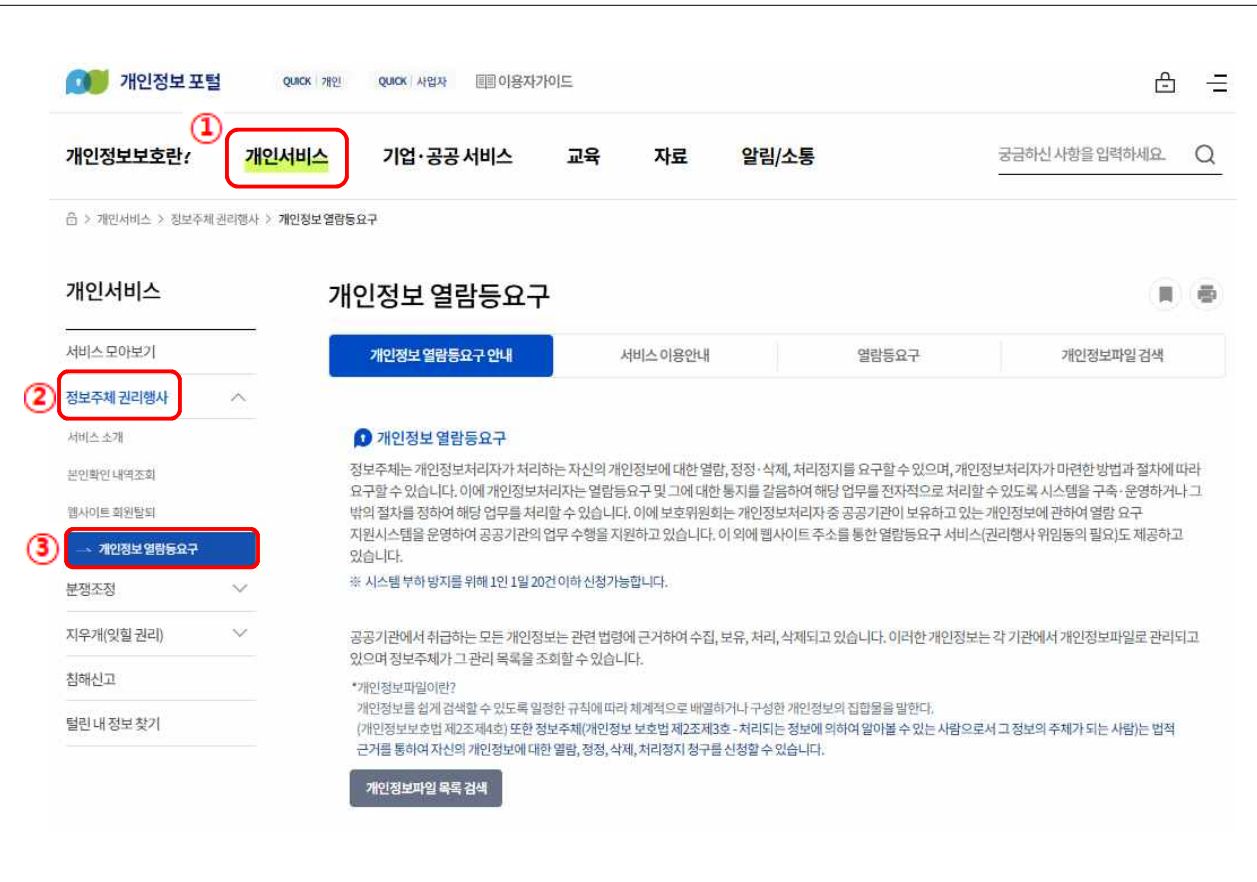 개인정보 포털
QUICK | 개인
QUICK | 사업자
이용자가이드
①
개인정보보호란?
개인서비스
기업·공공 서비스
교육
자료
알림/소통
궁금하신 사항을 입력하세요.
> 개인서비스 > 정보주체 권리행사 > 개인정보 열람등요구
개인서비스
서비스 모아보기
② 정보주체 권리행사
서비스 소개
본인확인 내역조회
웹사이트 회원탈퇴
③ 개인정보 열람등요구
분쟁조정
지우개(잊힐 권리)
침해신고
털린 내 정보 찾기
개인정보 열람등요구
개인정보 열람등요구 안내
서비스 이용안내
열람등요구
개인정보파일 검색
개인정보 열람등요구
정보주체는 개인정보처리자가 처리하는 자신의 개인정보에 대한 열람, 정정·삭제, 처리정지를 요구할 수 있으며, 개인정보처리자가 마련한 방법과 절차에 따라
요구할 수 있습니다. 이에 개인정보처리자는 열람등요구 및 그에 대한 통지를 갈음하여 해당 업무를 전자적으로 처리할 수 있도록 시스템을 구축·운영하거나 그
밖의 절차를 정하여 해당 업무를 처리할 수 있습니다. 이에 보호위원회는 개인정보처리자 중 공공기관이 보유하고 있는 개인정보에 관하여 열람 요구
지원시스템을 운영하여 공공기관의 업무 수행을 지원하고 있습니다. 이 외에 웹사이트 주소를 통한 열람등요구 서비스(권리행사 위임동의 필요)도 제공하고
있습니다.
※ 시스템 부하 방지를 위해 1인 1일 20건 이하 신청가능합니다.
공공기관에서 취급하는 모든 개인정보는 관련 법령에 근거하여 수집, 보유, 처리, 삭제되고 있습니다. 이러한 개인정보는 각 기관에서 개인정보파일로 관리되고
있으며 정보주체가 그 관리 목록을 조회할 수 있습니다.
*개인정보파일이란?
개인정보를 쉽게 검색할 수 있도록 일정한 규칙에 따라 체계적으로 배열하거나 구성한 개인정보의 집합물을 말한다.
(개인정보보호법 제2조제4호) 또한 정보주체(개인정보 보호법 제2조제3호 - 처리되는 정보에 의하여 알아볼 수 있는 사람으로서 그 정보의 주체가 되는 사람)는 법적
근거를 통하여 자신의 개인정보에 대한 열람, 정정, 삭제, 처리정지 청구를 신청할 수 있습니다.
개인정보파일 목록 검색